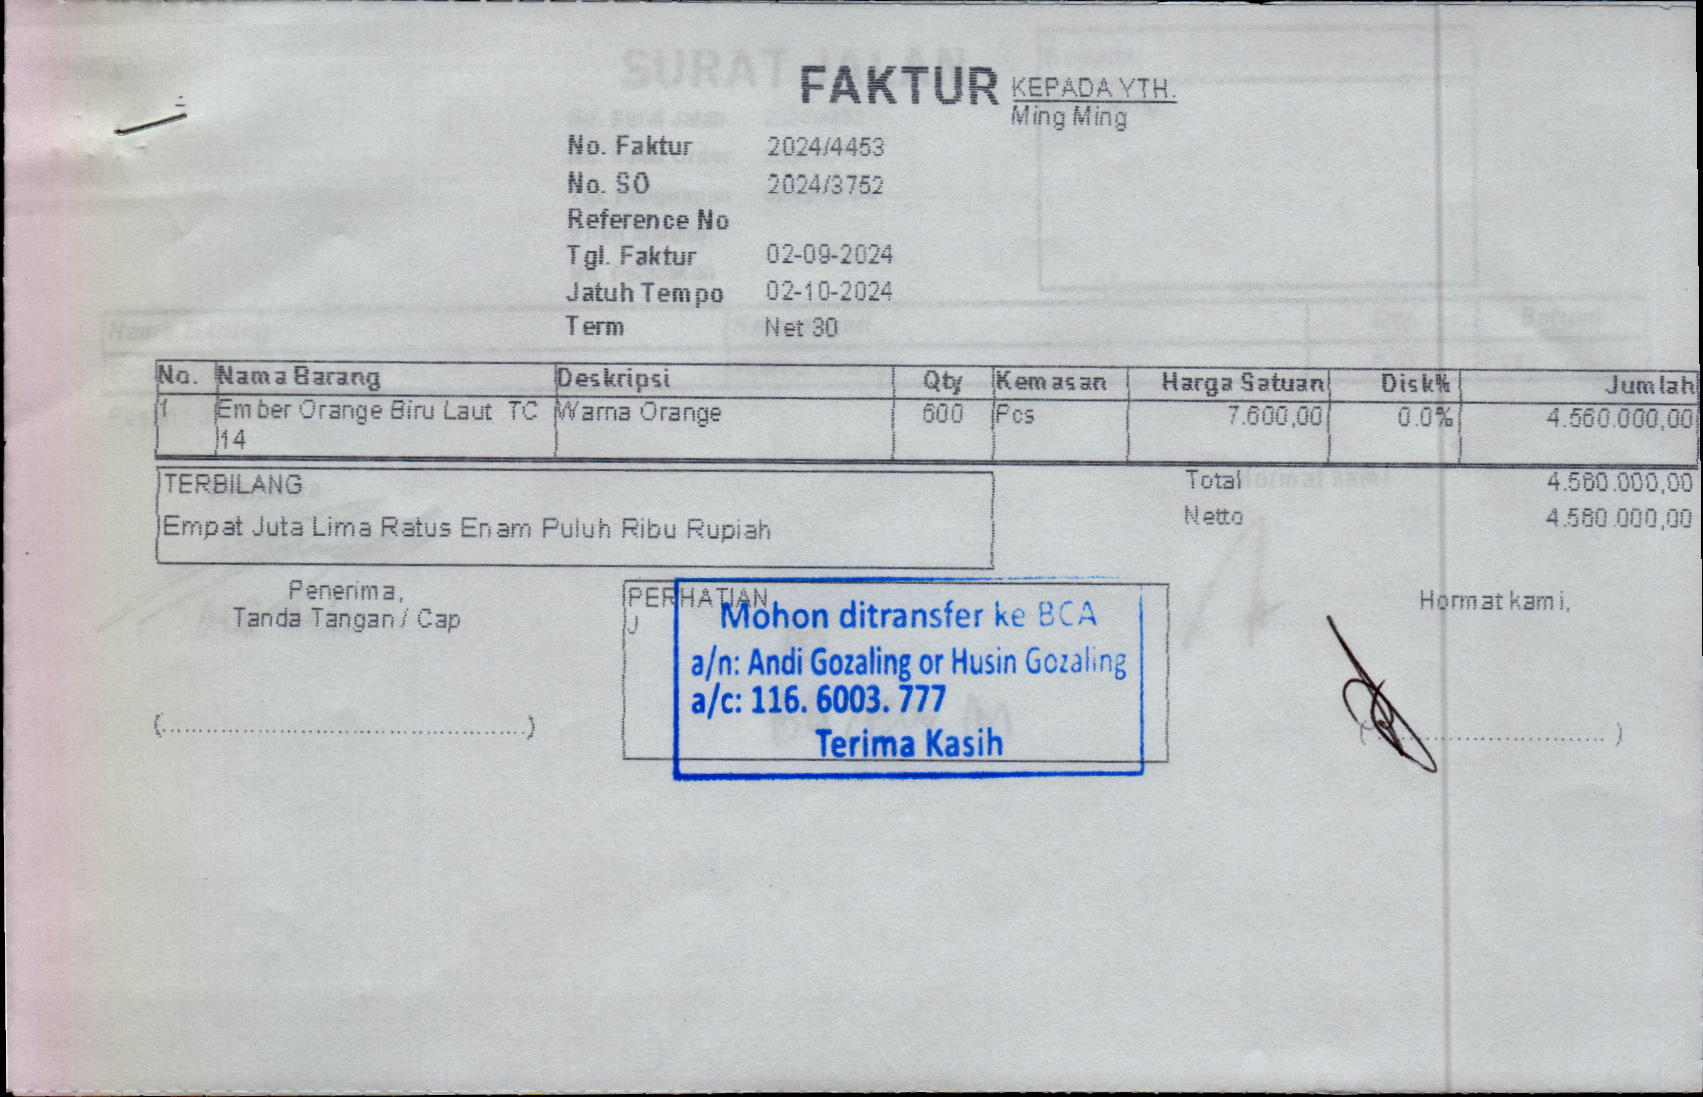 FAKTUR
KEPADA YTH.
Ming Ming
No. Faktur 2024/4453
No. SO 2024/3752
Reference No
Tgl. Faktur 02-09-2024
Jatuh Tempo 02-10-2024
Term Net 30
No. Nama Barang Deskripsi Qty Kemasan Harga Satuan Disk% Jumlah
1 Ember Orange Biru Laut TC Warna Orange 600 Pcs 7.600,00 0.0% 4.560.000,00
14
TERBILANG Total 4.560.000,00
Empat Juta Lima Ratus Enam Puluh Ribu Rupiah Netto 4.560.000,00
Penerima,
Tanda Tangan / Cap
PERHATIAN
Mohon ditransfer ke BCA
a/n: Andi Gozaling or Husin Gozaling
a/c: 116. 6003. 777
Terima Kasih
Hormat kami,